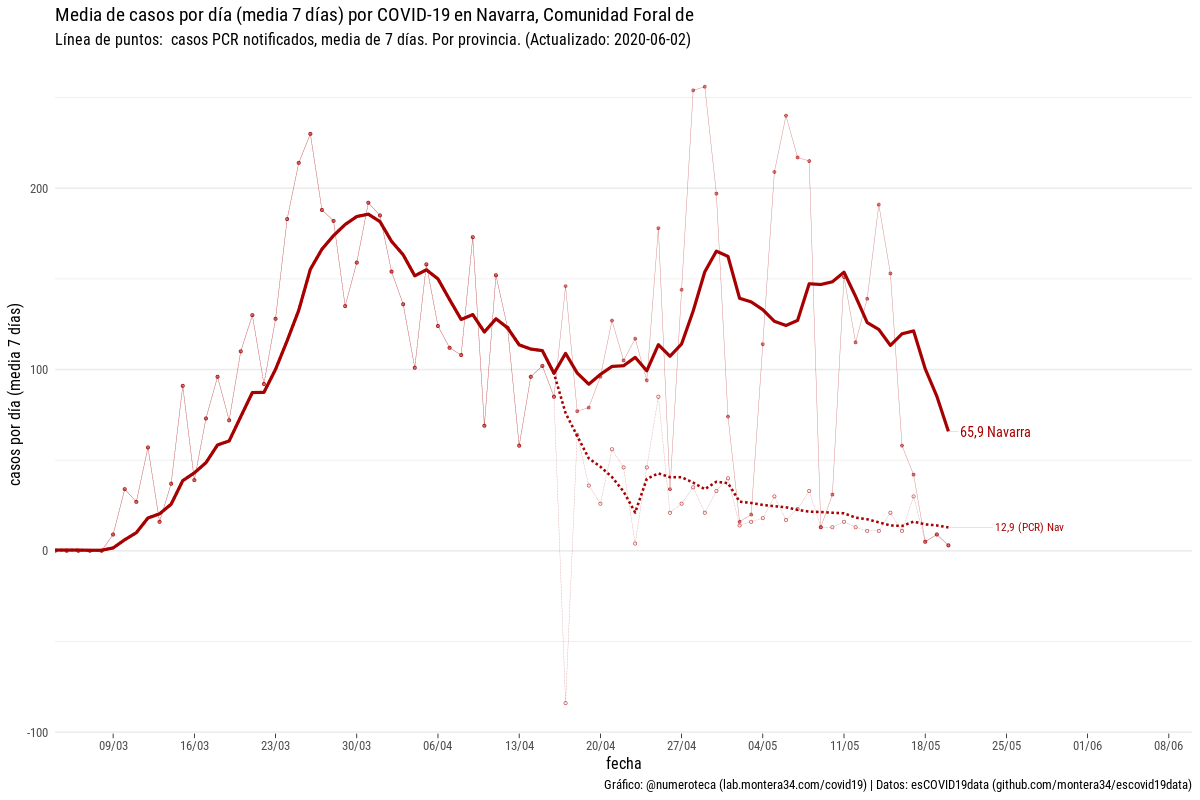 Media de casos por día (media 7 días) por COVID-19 en Navarra, Comunidad Foral de
Línea de puntos:  casos PCR notificados, media de 7 días. Por provincia. (Actualizado: 2020-06-02)
casos por día (media 7 días)
200
100
0
-100
65,9 Navarra
12,9 (PCR) Nav
09/03 16/03 23/03 30/03 06/04 13/04 20/04 27/04 04/05 11/05 18/05 25/05 01/06 08/06
fecha
Gráfico: @numeroteca (lab.montera34.com/covid19) | Datos: esCOVID19data (github.com/montera34/escovid19data)